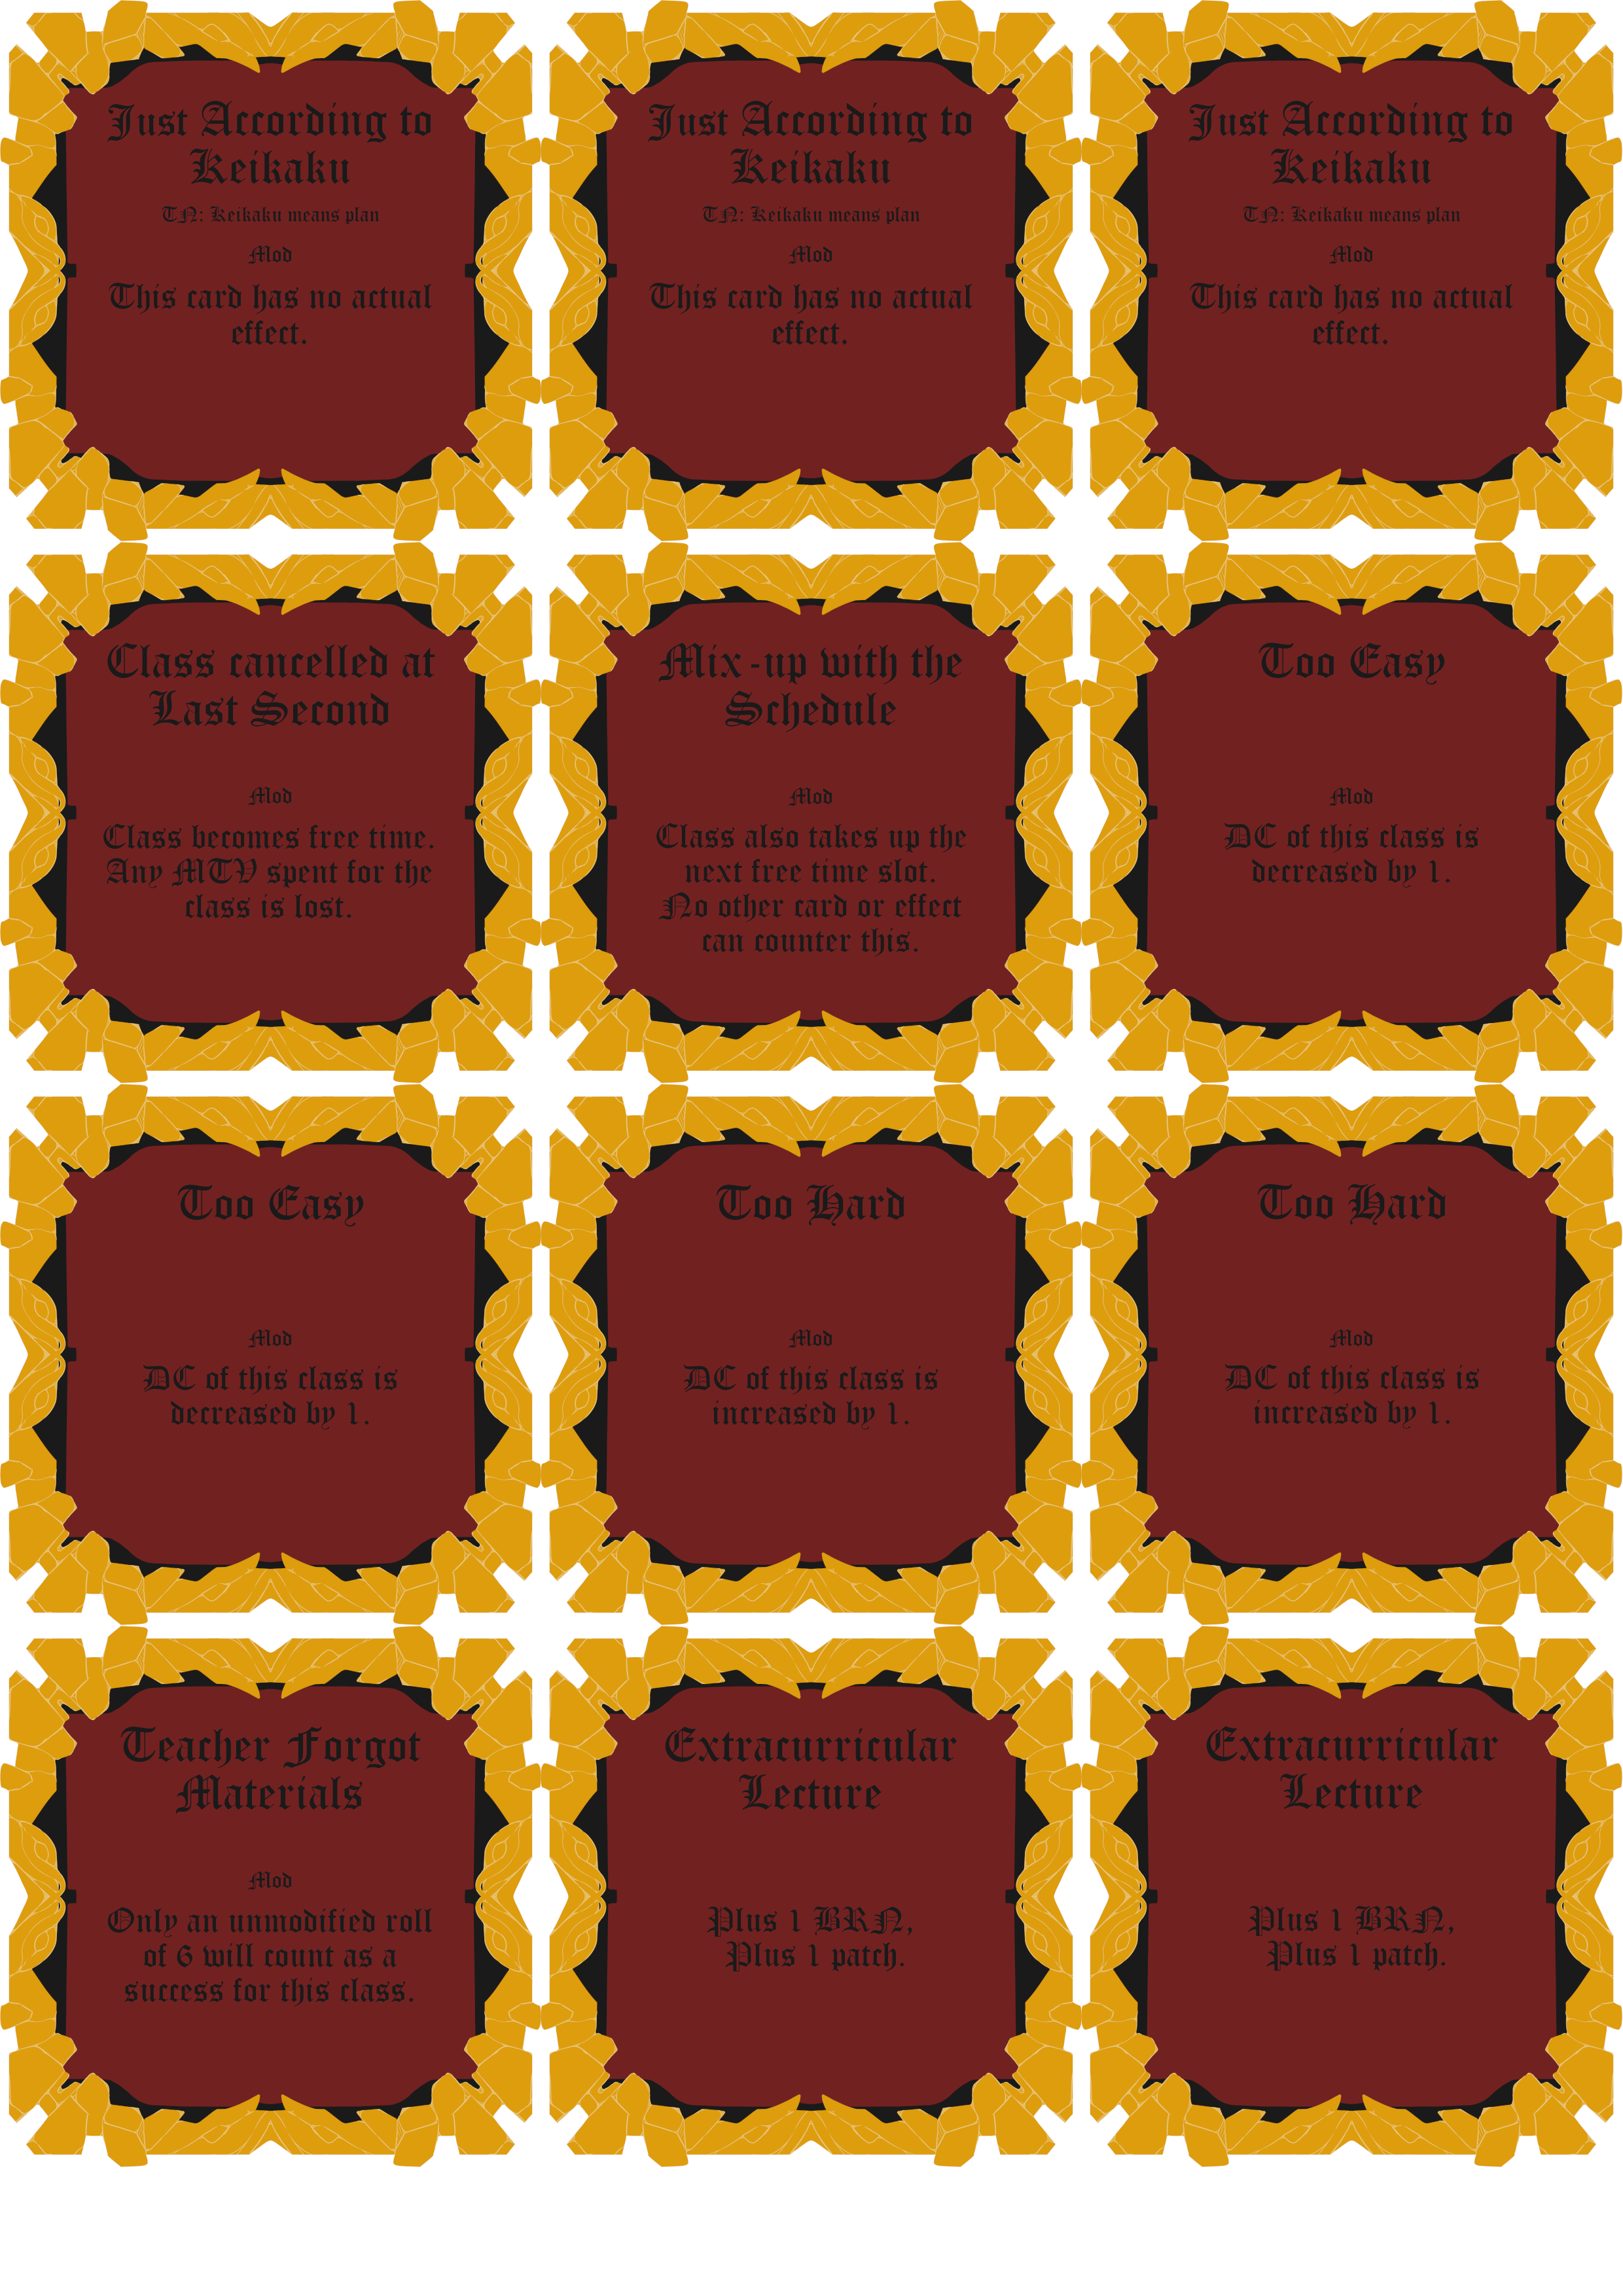 Just According to
Keikaku
TN: Keikaku means plan
Mod
This card has no actual
effect.
Just According to
Keikaku
TN: Keikaku means plan
Mod
This card has no actual
effect.
Just According to
Keikaku
TN: Keikaku means plan
Mod
This card has no actual
effect.
Class cancelled at
Last Second
Mod
Class becomes free time.
Any MTV spent for the
class is lost.
Mix-up with the
Schedule
Mod
Class also takes up the
next free time slot.
No other card or effect
can counter this.
Too Easy
Mod
DC of this class is
decreased by 1.
Too Easy
Mod
DC of this class is
decreased by 1.
Too Hard
Mod
DC of this class is
increased by 1.
Too Hard
Mod
DC of this class is
increased by 1.
Teacher Forgot
Materials
Mod
Only an unmodified roll
of 6 will count as a
success for this class.
Extracurricular
Lecture
Plus 1 BRN,
Plus 1 patch.
Extracurricular
Lecture
Plus 1 BRN,
Plus 1 patch.